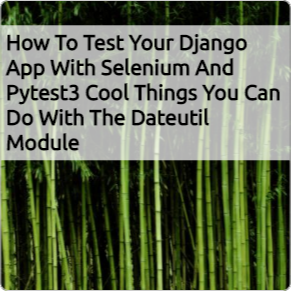 How To Test Your Django
App With Selenium And
Pytest3 Cool Things You Can
Do With The Dateutil
Module